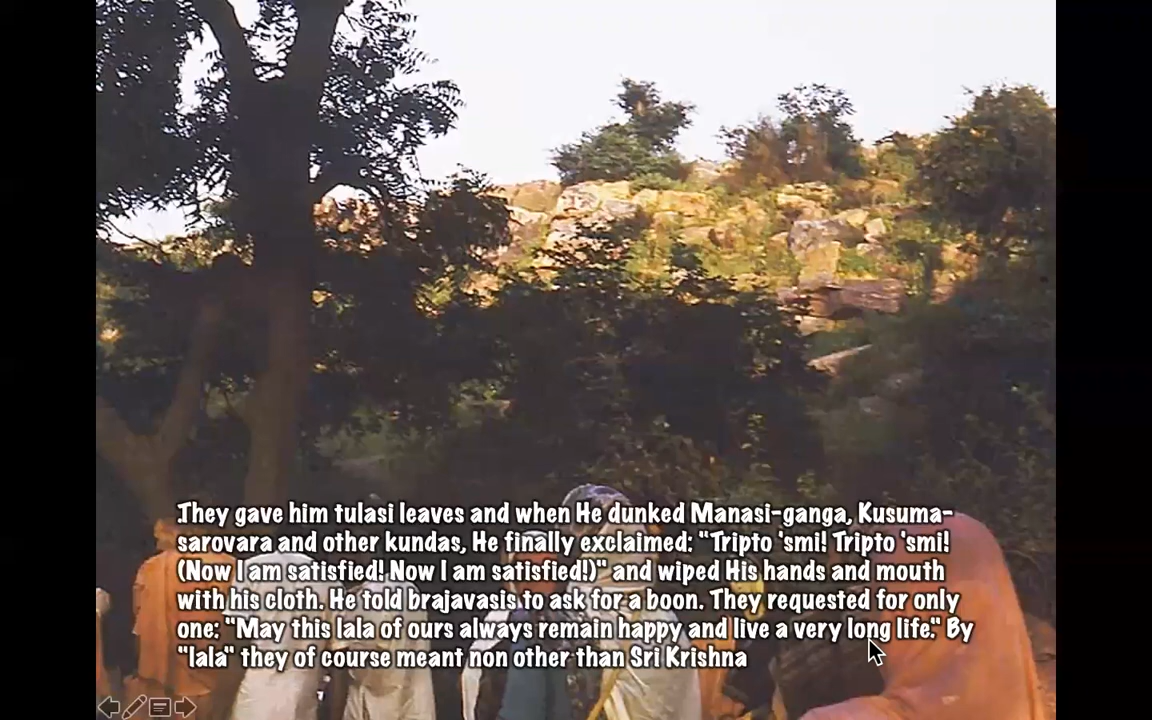 They gave him tulasi leaves and when He dunked Manasi-ganga, Kusuma-
sarovara and other kundas, He finally exclaimed: "Tripto 'smi! Tripto 'smi!
(Now I am satisfied! Now I am satisfied!)" and wiped His hands and mouth
with his cloth. He told brajavasis to ask for a boon. They requested for only
one: "May this lala of ours always remain happy and live a very long life." By
"lala" they of course meant non other than Sri Krishna